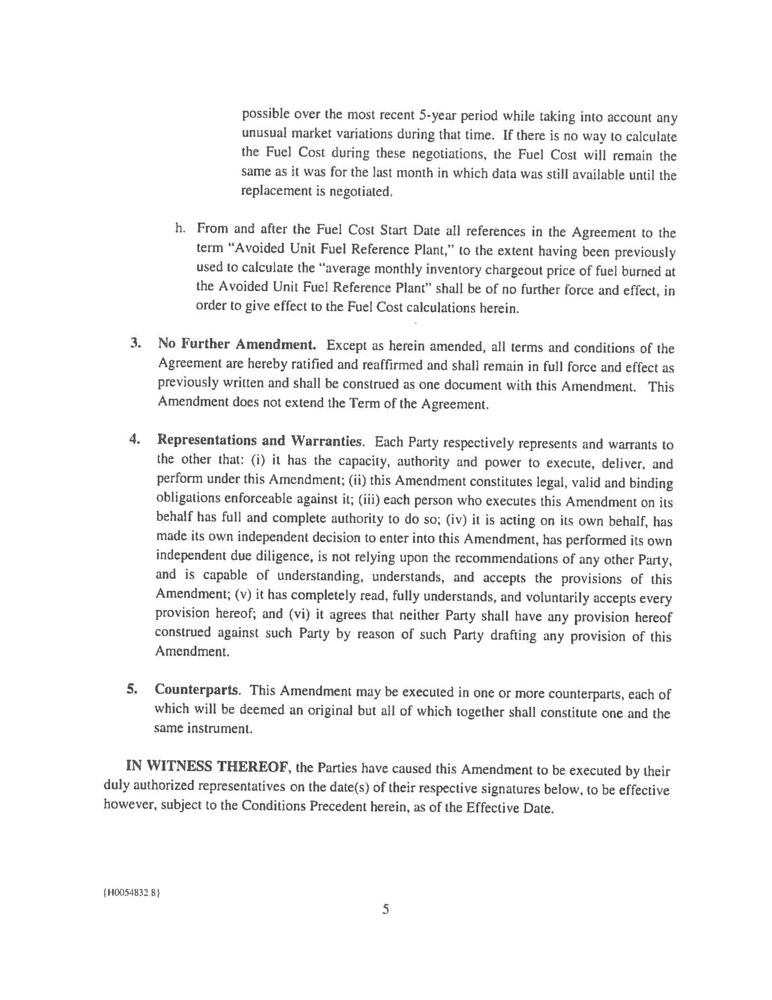 possible over the most recent 5-year period while taking into account any
unusual market variations during that time. If there is no way to calculate
the Fuel Cost during these negotiations, the Fuel Cost will remain the
same as it was for the last month in which data was still available until the
replacement is negotiated.
h. From and after the Fuel Cost Start Date all references in the Agreement to the
term “Avoided Unit Fuel Reference Plant,” to the extent having been previously
used to calculate the “average monthly inventory chargeout price of fuel burned at
the Avoided Unit Fuel Reference Plant” shall be of no further force and effect, in
order to give effect to the Fuel Cost calculations herein.
3. No Further Amendment. Except as herein amended, all terms and conditions of the
Agreement are hereby ratified and reaffirmed and shall remain in full force and effect as
previously written and shall be construed as one document with this Amendment. This
Amendment does not extend the Term of the Agreement.
4. Representations and Warranties. Each Party respectively represents and warrants to
the other that: (i) it has the capacity, authority and power to execute, deliver, and
perform under this Amendment; (ii) this Amendment constitutes legal, valid and binding
obligations enforceable against it; (iii) each person who executes this Amendment on its
behalf has full and complete authority to do so; (iv) it is acting on its own behalf, has
made its own independent decision to enter into this Amendment, has performed its own
independent due diligence, is not relying upon the recommendations of any other Party,
and is capable of understanding, understands, and accepts the provisions of this
Amendment; (v) it has completely read, fully understands, and voluntarily accepts every
provision hereof; and (vi) it agrees that neither Party shall have any provision hereof
construed against such Party by reason of such Party drafting any provision of this
Amendment.
5. Counterparts. This Amendment may be executed in one or more counterparts, each of
which will be deemed an original but all of which together shall constitute one and the
same instrument.
IN WITNESS THEREOF, the Parties have caused this Amendment to be executed by their
duly authorized representatives on the date(s) of their respective signatures below, to be effective
however, subject to the Conditions Precedent herein, as of the Effective Date.
{H0054832.8}
5